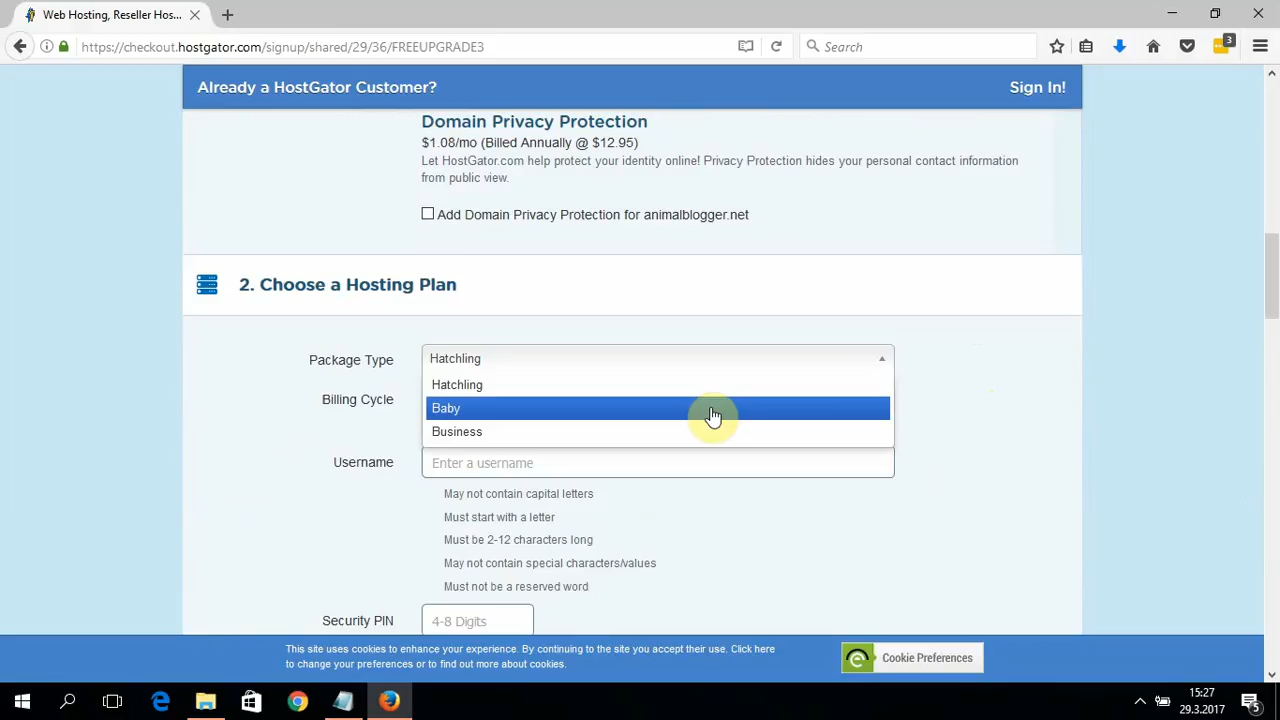 Web Hosting, Reseller Hos...
https://checkout.hostgator.com/signup/shared/29/36/FREEUPGRADE3
Search
3
Already a HostGator Customer?
Sign In!
Domain Privacy Protection
$1.08/mo (Billed Annually @ $12.95)
Let HostGator.com help protect your identity online! Privacy Protection hides your personal contact information
from public view.
Add Domain Privacy Protection for animalblogger.net
2. Choose a Hosting Plan
Package Type
Hatchling
Hatchling
Billing Cycle
Baby
Business
Username
Enter a username
May not contain capital letters
Must start with a letter
Must be 2-12 characters long
May not contain special characters/values
Must not be a reserved word
Security PIN
4-8 Digits
This site uses cookies to enhance your experience. By continuing to the site you accept their use. Click here
to change your preferences or to find out more about cookies.
Cookie Preferences
15:27
29.3.2017
5